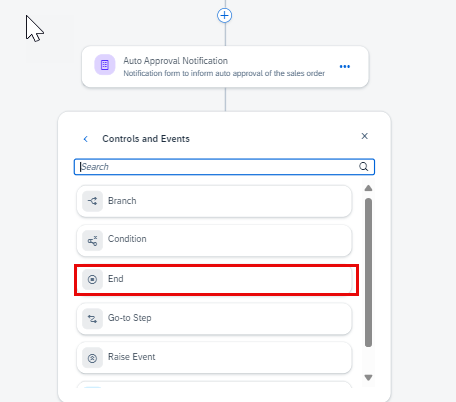 Auto Approval Notification
Notification form to inform auto approval of the sales order
Controls and Events
Search
Branch
Condition
End
Go-to Step
Raise Event